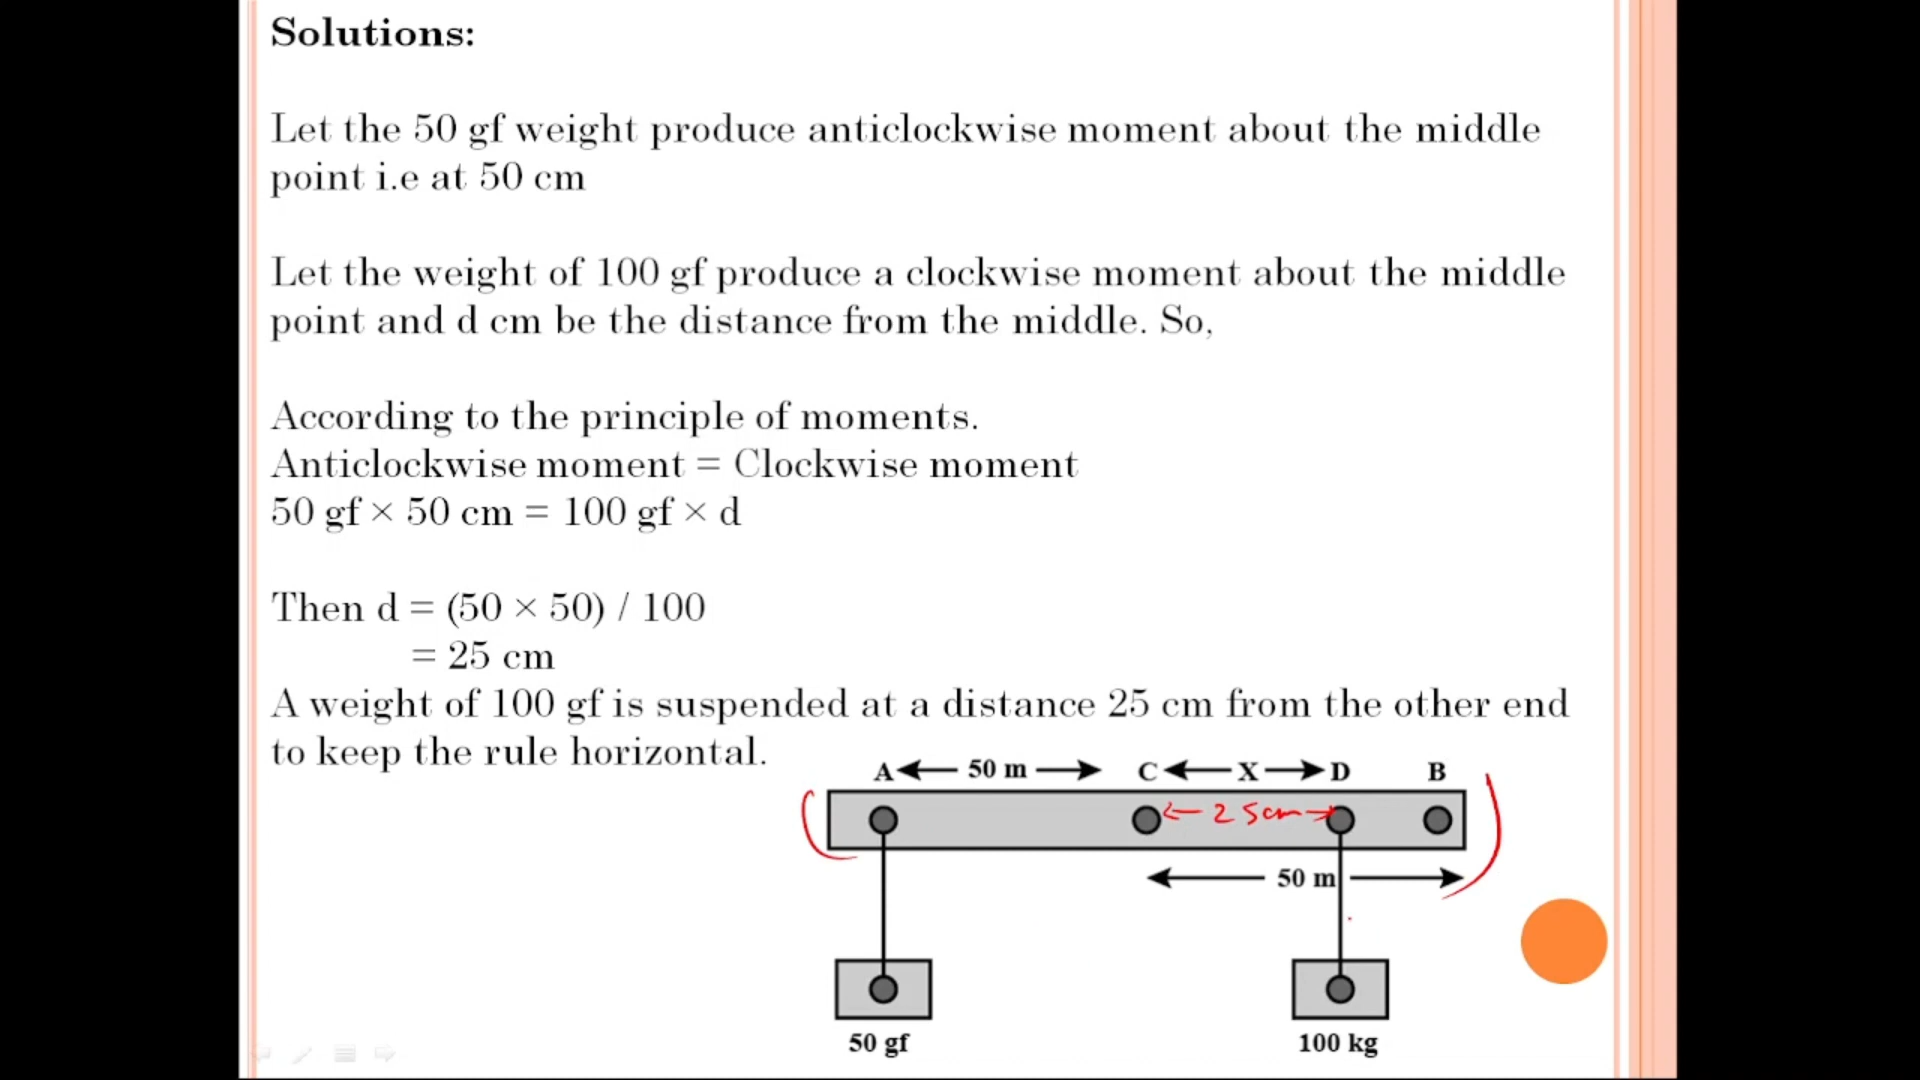 Solutions:
Let the 50 gf weight produce anticlockwise moment about the middle
point i.e at 50 cm
Let the weight of 100 gf produce a clockwise moment about the middle
point and d cm be the distance from the middle. So,
According to the principle of moments.
Anticlockwise moment = Clockwise moment
50 gf × 50 cm = 100 gf × d
Then d = (50 × 50) / 100
= 25 cm
A weight of 100 gf is suspended at a distance 25 cm from the other end
to keep the rule horizontal.
A 50 m C X D B
25cm
50 m
50 gf 100 kg